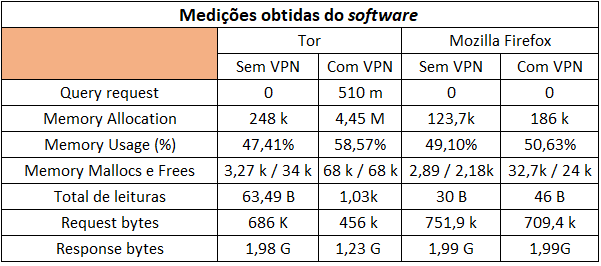 Medições obtidas do software
Tor Mozilla Firefox
Sem VPN Com VPN Sem VPN Com VPN
Query request 0 510 m 0 0
Memory Allocation 248 k 4,45 M 123,7k 186 k
Memory Usage (%) 47,41% 58,57% 49,10% 50,63%
Memory Mallocs e Frees 3,27 k / 34 k 68 k / 68 k 2,89 / 2,18k 32,7k / 24 k
Total de leituras 63,49 B 1,03k 30 B 46 B
Request bytes 686 K 456 k 751,9 k 709,4 k
Response bytes 1,98 G 1,23 G 1,99 G 1,99G